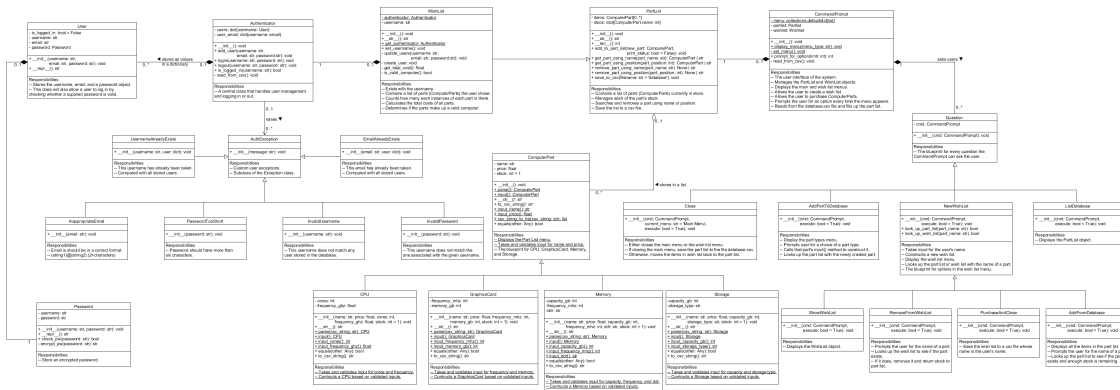 User
- is_logged_in: bool = False
- username: str
- email: str
- password: Password
+ __init__(username: str,
email: str, password: str): void
+ __repr__(): str
Responsibilities
-- Stores the username, email, and a password object.
-- This class will also allow a user to log in by
checking whether a supplied password is valid.
0..*
1
◀ stores as values
in a dictionary
Authenticator
- users: dict[username: User]
- user_email: dict[username: email]
+ __init__(): void
+ add_user(username: str,
email: str, password: str): void
+ login(username: str, password: str): void
+ logout(username: str, password: str): void
+ is_logged_in(username: str): bool
+ read_from_csv(): void
Responsibilities
-- A central class that handles user management
and logging in or out.
0..1
raises ▼
0..*
WishList
- authenticator: Authenticator
- username: str
+ __init__(): void
+ __str__(): str
+ get_authenticator: Authenticator
+ set_username(): void
- update_users(username: str,
email: str, password: str): void
- create_user(): void
- get_total_cost(): float
- is_valid_computer(): bool
Responsibilities
-- Exists with the username.
-- Contains a list of parts (ComputerParts) the user chose.
-- Counts how many instances of each part in there.
-- Calculates the total costs of all parts.
-- Determines if the parts make up a valid computer.
PartList
- items: ComputerPart[0..*]
- stock: dict[ComputerPart.name: int]
+ __init__(): void
+ __str__(): str
+ __len__(): int
+ add_to_part_list(new_part: ComputerPart,
print_status: bool = False): void
+ get_part_using_name(part_name: str): ComputerPart | str
+ get_part_using_position(part_position: int): ComputerPart | str
+ remove_part_using_name(part_name: str): None | str
+ remove_part_using_position(part_position: int): None | str
+ save_to_csv(filename: str = 'database'): void
Responsibilities
-- Contains a list of parts (ComputerParts) currently in store.
-- Manages each of the part's stock.
-- Searches and removes a part using name or position.
-- Save the list to a csv file.
CommandPrompt
- menu: collections.defaultdict(list)
- partlist: Partlist
- wishlist: Wishlist
+ __init__(): void
+ display_menu(menu_type: str): void
- set_menu(): void
+ prompt_for_option(limit: int): int
+ read_from_csv(): void
Responsibilities
-- The user interface of the system.
-- Manages the PartList and WishList objects.
-- Displays the main and wish list menus.
-- Allows the user to create a wish list.
-- Allows the user to purchase ComputerParts.
-- Prompts the user for an option every time the menu appears.
-- Reads from the database csv file and fills up the part list.
asks users ▼
0..*
Question
- cmd: CommandPrompt
+ __init__(cmd: CommandPrompt): void
Responsibilities
-- The blueprint for every question the
CommandPrompt can ask the user.
UsernameAlreadyExists
+ __init__(username: str, user: dict): void
Responsibilities
-- This username has already been taken.
-- Compared with all stored users.
AuthException
+ __init__(message: str): void
Responsibilities
-- Custom user exceptions.
-- Subclass of the Exception class.
EmailAlreadyExists
+ __init__(email: str, user: dict): void
Responsibilities
-- This email has already been taken.
-- Compared with all stored users.
ComputerPart
- name: str
- price: float
- stock: int = 1
+ __init__(): void
+ parse(): ComputerPart
+ input(): ComputerPart
+ __str__(): str
+ to_csv_string(): str
+ input_name(): str
+ input_price(): float
+ csv_string_to_list(csv_string: str): list
+ equals(other: Any): bool
Responsibilities
-- Displays the Part List menu.
-- Takes and validates input for name and price.
-- The blueprint for CPU, GraphicsCard, Memory,
and Storage.
0..1
◀ stores in a list
0..*
InappropriateEmail
+ __init__(email: str): void
Responsibilities
-- Email should be in a correct format.
PasswordTooShort
+ __init__(password: str): void
Responsibilities
-- Password should have more than
six characters.
InvalidUsername
+ __init__(username: str): void
Responsibilities
-- This username does not match any
user stored in the database.
InvalidPassword
+ __init__(password: str): void
Responsibilities
-- This username does not match the
one associated with the given username.
Close
+ __init__(cmd: CommandPrompt,
current_menu: str = 'Main Menu',
execute: bool = True): void
Responsibilities
-- Either closes the main menu or the wish list menu.
-- If closing the main menu, save the part list to the file database.csv.
-- Otherwise, moves the items in wish list back to the part list.
AddPartToDatabase
+ __init__(cmd: CommandPrompt,
execute: bool = True): void
Responsibilities
-- Display the part types menu.
-- Prompts user for a choice of a part type.
-- Calls that part's input() method to construct it.
-- Looks up the part list with the newly created part.
NewWishList
+ __init__(cmd: CommandPrompt,
execute: bool = True): void
+ look_up_part_list(part_name: str): void
+ look_up_wish_list(part_name: str): void
Responsibilities
-- Takes input for the user's name.
-- Constructs a new wish list.
-- Display the wish list menu.
-- Looks up the part list or wish list with the name of a part.
-- The blueprint for options in the wish list menu.
ListDatabase
+ __init__(cmd: CommandPrompt,
execute: bool = True): void
Responsibilities
-- Displays the PartList object.
Password
- username: str
- password: str
+ __init__(username: str, password: str): void
+ __repr__(): str
+ check_pw(password: str): bool
- encrypt_pw(password: str): str
Responsibilities
-- Store an encrypted password.
CPU
- cores: int
- frequency_ghz: float
+ __init__(name: str, price: float, cores: int,
frequency_ghz: float, stock: int = 1): void
+ __str__(): str
+ parse(csv_string: str): CPU
+ input(): CPU
+ input_cores(): int
+ input_frequency_ghz(): float
+ equals(other: Any): bool
+ to_csv_string(): str
Responsibilities
-- Takes and validates input for cores and frequency.
-- Constructs a CPU based on validated inputs.
GraphicsCard
-frequency_mhz: int
- memory_gb: int
+ __init__(name: str, price: float, frequency_mhz: int,
memory_gb: int, stock: int = 1): void
+ __str__(): str
+ parse(csv_string: str): GraphicsCard
+ input(): GraphicsCard
+ input_frequency_mhz(): int
+ input_memory_gb(): int
+ equals(other: Any): bool
+ to_csv_string(): str
Responsibilities
-- Takes and validates input for frequency and memory.
-- Constructs a GraphicsCard based on validated inputs.
Memory
- capacity_gb: int
-frequency_mhz: int
-ddr: str
+ __init__(name: str, price: float, capacity_gb: int,
frequency_mhz: int, ddr: str, stock: int = 1): void
+ __str__(): str
+ parse(csv_string: str): Memory
+ input(): Memory
+ input_capacity_gb(): int
+ input_frequency_mhz(): int
+ input_ddr(): str
+ equals(other: Any): bool
+ to_csv_string(): str
Responsibilities
-- Takes and validates input for capacity, frequency, and ddr.
-- Constructs a Memory based on validated inputs.
Storage
-capacity_gb: int
-storage_type: str
+ __init__(name: str, price: float, capacity_gb: int,
storage_type: str, stock: int = 1): void
+ __str__(): str
+ parse(csv_string: str): Storage
+ input(): Storage
+ input_capacity_gb(): int
+ input_storage_type(): str
+ equals(other: Any): bool
+ to_csv_string(): str
Responsibilities
-- Takes and validates input for capacity and storage type.
-- Constructs a Storage based on validated inputs.
ShowWishList
+ __init__(cmd: CommandPrompt,
execute: bool = True): void
Responsibilities
-- Displays the WishList object.
RemoveFromWishList
+ __init__(cmd: CommandPrompt,
execute: bool = True): void
Responsibilities
-- Prompts the user for the name of a part.
-- Looks up the wish list to see if the part
exists.
-- If it does, removes it and return stock to
part list.
PurchaseAndClose
+ __init__(cmd: CommandPrompt,
execute: bool = True): void
Responsibilities
-- Save the wish list to a csv file whose
name is the user's name.
AddFromDatabase
+ __init__(cmd: CommandPrompt,
execute: bool = True): void
Responsibilities
-- Displays all the items in the part list.
-- Prompts the user for the name of a
-- Looks up the part list to see if the
exists and enough stock is remaining.